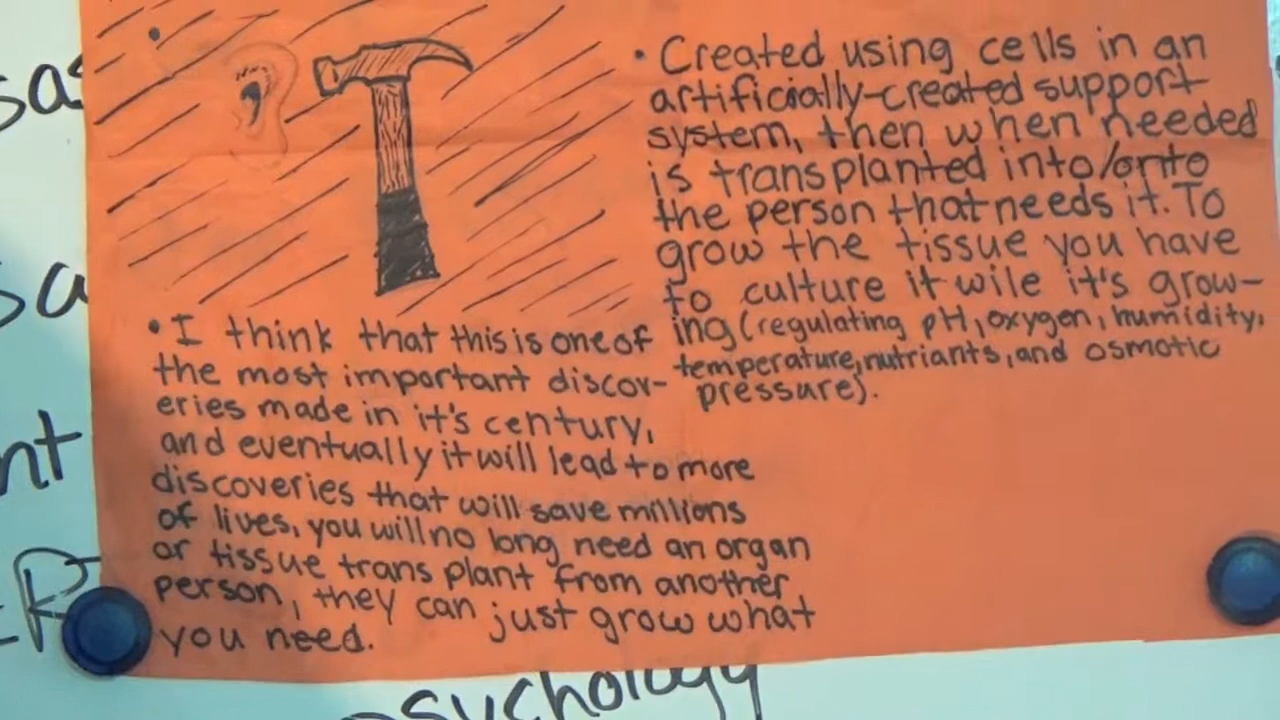 • Created using cells in an
artificially-created support
system, then when needed
is transplanted into/onto
the person that needs it. To
grow the tissue you have
to culture it wile it's grow-
ing (regulating pH, oxygen, humidity,
temperature, nutriants, and osmotic
pressure).
• I think that this is one of
the most important discov-
eries made in it's century,
and eventually it will lead to more
discoveries that will save millions
of lives, you will no long need an organ
or tissue trans plant from another
person, they can just grow what
you need.
psychology